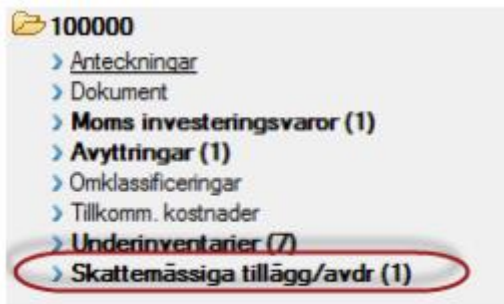 100000
Anteckningar
Dokument
Moms investeringsvaror (1)
Avyttringar (1)
Omklassificeringar
Tillkomm. kostnader
Underinventarier (7)
Skattemässiga tillägg/avdr (1)